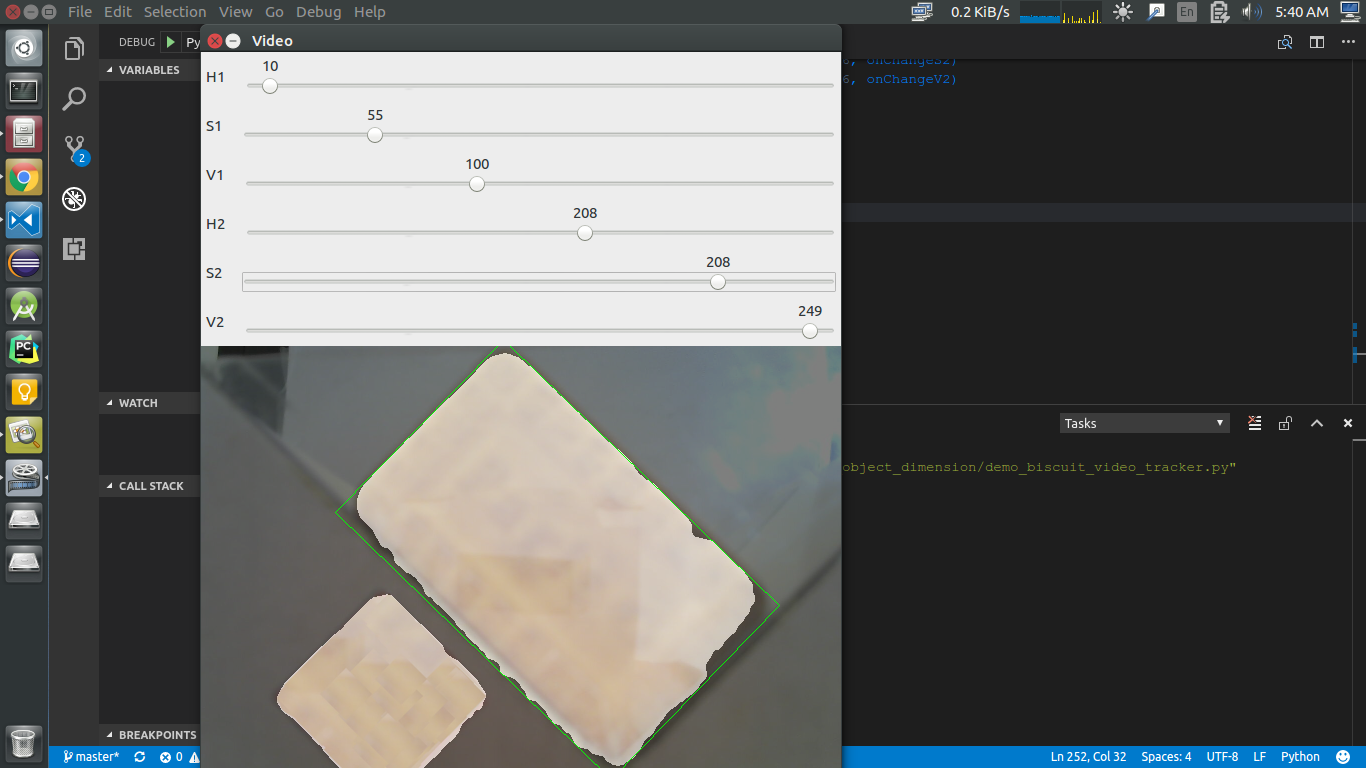 File Edit Selection View Go Debug Help
0.2 KiB/s
En
5:40 AM
DEBUG
Py
Video
VARIABLES
WATCH
CALL STACK
BREAKPOINTS
2
PC
H1
10
S1
55
V1
100
H2
208
S2
208
V2
249
, onChangeS2)
6, onChangeV2)
Tasks
object_dimension/demo_biscuit_video_tracker.py"
master*
0
Ln 252, Col 32
Spaces: 4
UTF-8
LF
Python